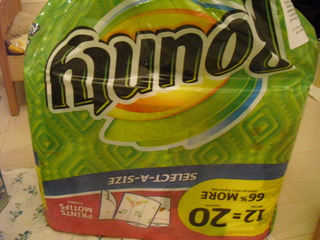 Bounty
SELECT-A-SIZE
12=20
66% MORE
PRINTS
MOTIFS